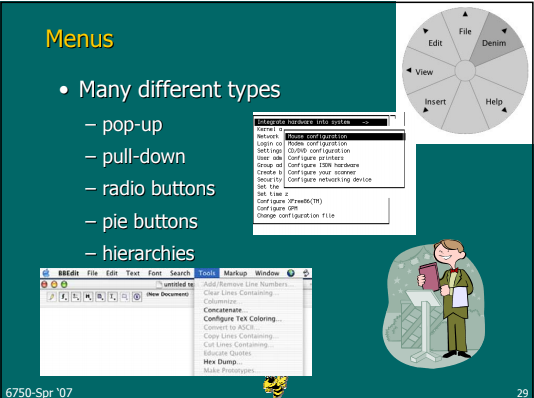 Menus
• Many different types
– pop-up
– pull-down
– radio buttons
– pie buttons
– hierarchies
File
Edit
Denim
View
Insert
Help
Integrate hardware into system ->
Kernel
Network
Mouse configuration
Login co
Modem configuration
Settings
CD/DVD configuration
User adm
Configure printers
Group ad
Configure ISDN hardware
Create b
Configure your scanner
Security
Configure networking device
Set the
Set time z
Configure XFree86(TM)
Configure GPM
Change configuration file
BBEdit File Edit Text Font Search Tools Markup Window
untitled te
(New Document)
Add/Remove Line Numbers...
Clear Lines Containing...
Columnize...
Concatenate...
Configure TeX Coloring...
Convert to ASCII...
Copy Lines Containing...
Cut Lines Containing...
Educate Quotes
Hex Dump...
Make Prototypes...
6750-Spr ‘07
29